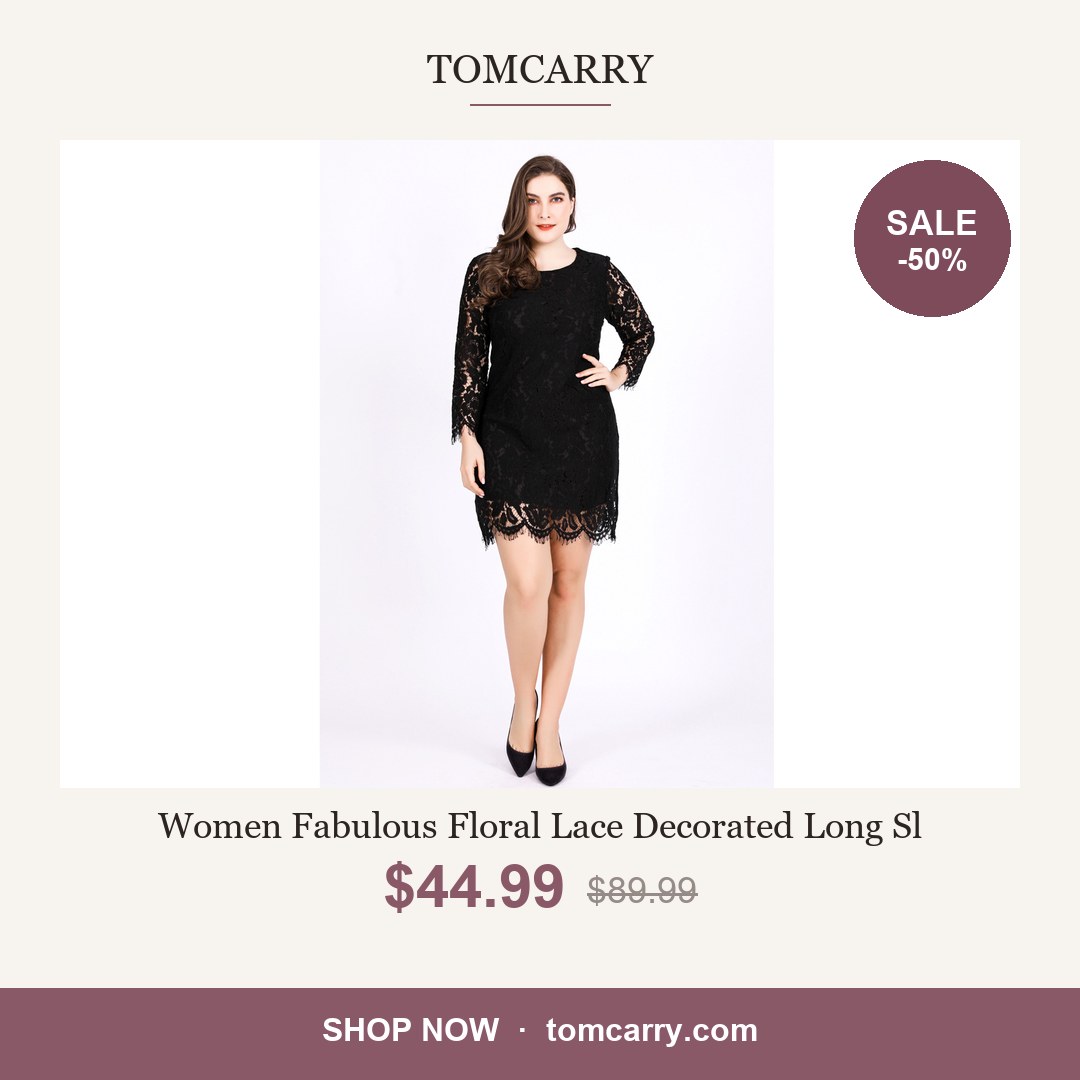 TOMCARRY
SALE
-50%
Women Fabulous Floral Lace Decorated Long Sl
$44.99 $89.99
SHOP NOW · tomcarry.com